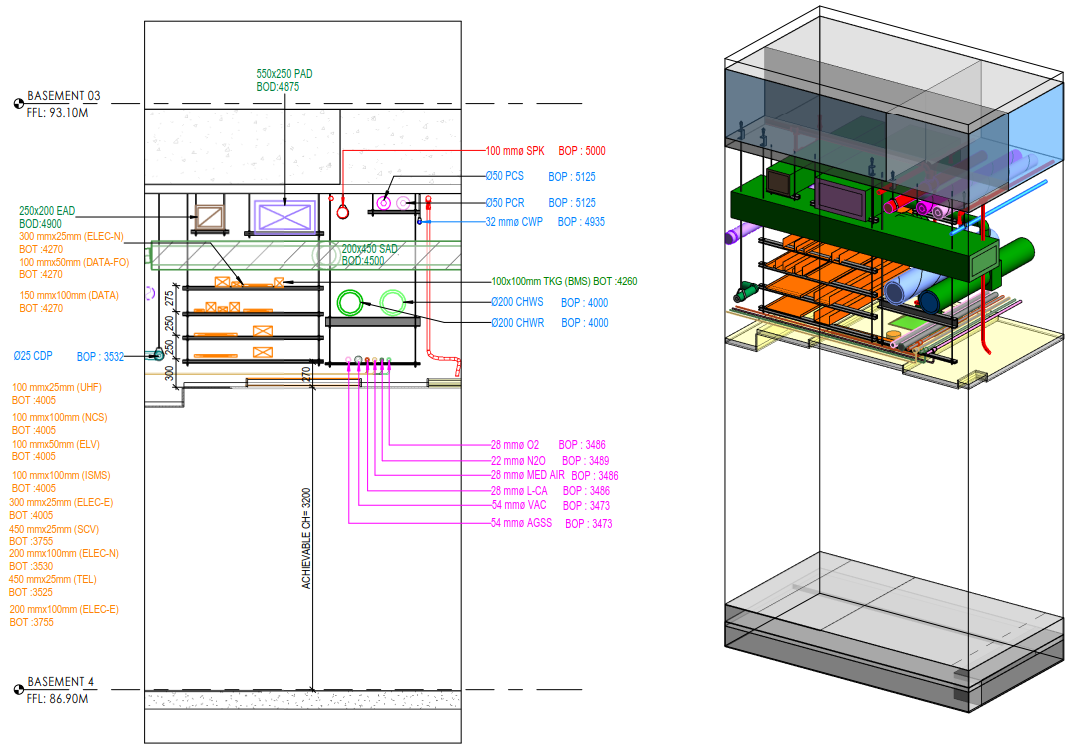 550x250 PAD
BOD:4875
BASEMENT 03
FFL: 93.10M
100 mmø SPK BOP : 5000
Ø50 PCS BOP : 5125
Ø50 PCR BOP : 5125
32 mmø CWP BOP : 4935
250x200 EAD
BOD:4900
300 mmx25mm (ELEC-N)
BOT :4270
100 mmx50mm (DATA-FO)
BOT :4270
150 mmx100mm (DATA)
BOT :4270
200x450 SAD
BOD:4500
100x100mm TKG (BMS) BOT :4260
Ø200 CHWS BOP : 4000
Ø200 CHWR BOP : 4000
275
250
250
300
270
Ø25 CDP BOP : 3532
100 mmx25mm (UHF)
BOT :4005
100 mmx100mm (NCS)
BOT :4005
100 mmx50mm (ELV)
BOT :4005
100 mmx100mm (ISMS)
BOT :4005
300 mmx25mm (ELEC-E)
BOT :4005
450 mmx25mm (SCV)
BOT :3755
200 mmx100mm (ELEC-N)
BOT :3530
450 mmx25mm (TEL)
BOT :3525
200 mmx100mm (ELEC-E)
BOT :3755
28 mmø O2 BOP : 3486
22 mmø N2O BOP : 3489
28 mmø MED AIR BOP : 3486
28 mmø L-CA BOP : 3486
54 mmø VAC BOP : 3473
54 mmø AGSS BOP : 3473
ACHIEVABLE CH= 3200
BASEMENT 4
FFL: 86.90M